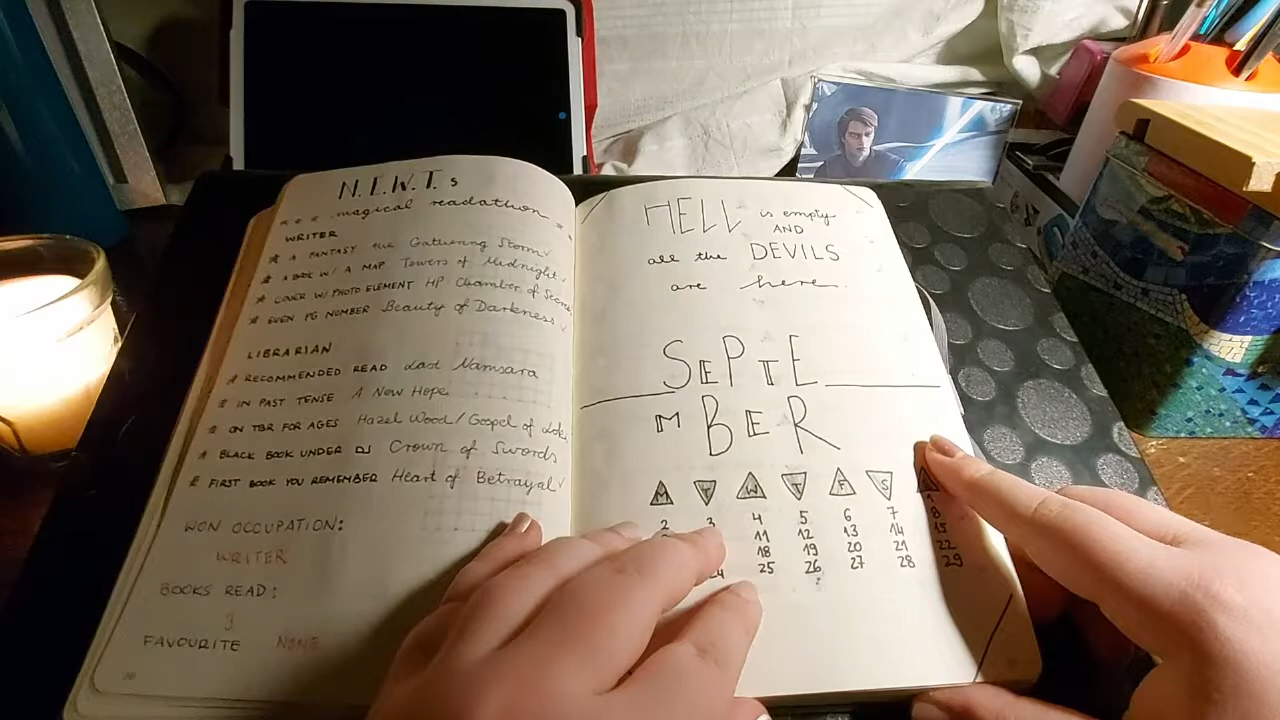 N.E.W.T.s
magical readathon
WRITER
A FANTASY Gathering Storm
A BOOK W/ A MAP Towers of Midnight
COVER W/ PHOTO ELEMENT HP Chamber of Secre
EVEN PG NUMBER Beauty of Darkness
LIBRARIAN
RECOMMENDED READ Last Namsara
IN PAST TENSE A New Hope
ON TBR FOR AGES Hazel Wood/ Gospel of Lok
BLACK BOOK UNDER DJ Crown of Swords
FIRST BOOK YOU REMEMBER Heart of Betrayal
WON OCCUPATION:
WRITER
BOOKS READ:
3
FAVOURITE NONE
HELL is empty
AND
all the DEVILS
are here.
SEPTE
MBER
M T W T F S
2 3 4 5 6 7 8
11 12 13 14 15
18 19 20 21 22
25 26 27 28 29